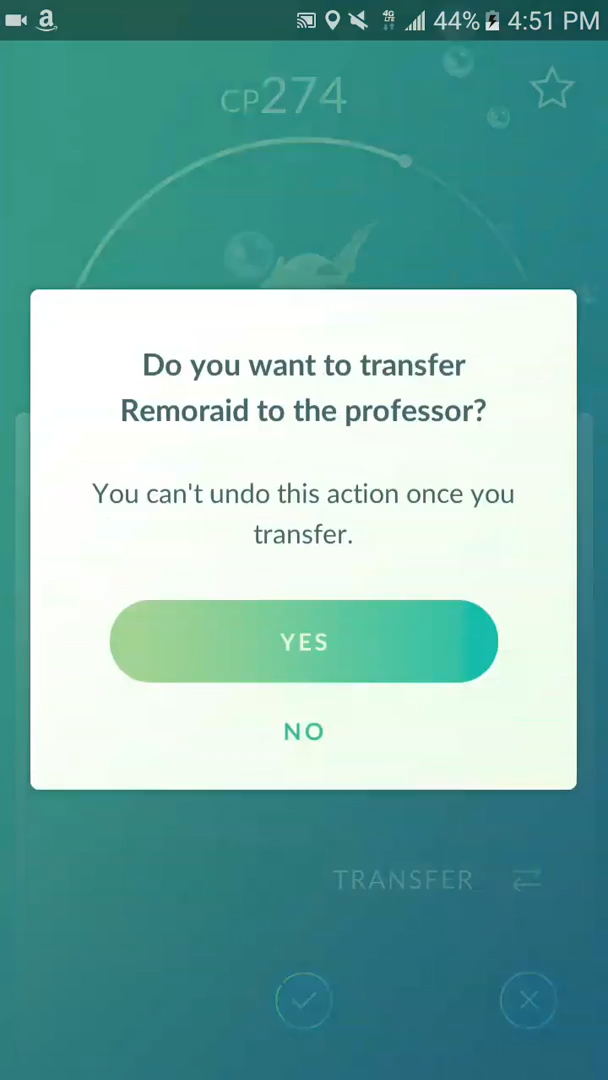 44% 4:51 PM
CP274
Do you want to transfer
Remoraid to the professor?
You can't undo this action once you
transfer.
YES
NO
TRANSFER